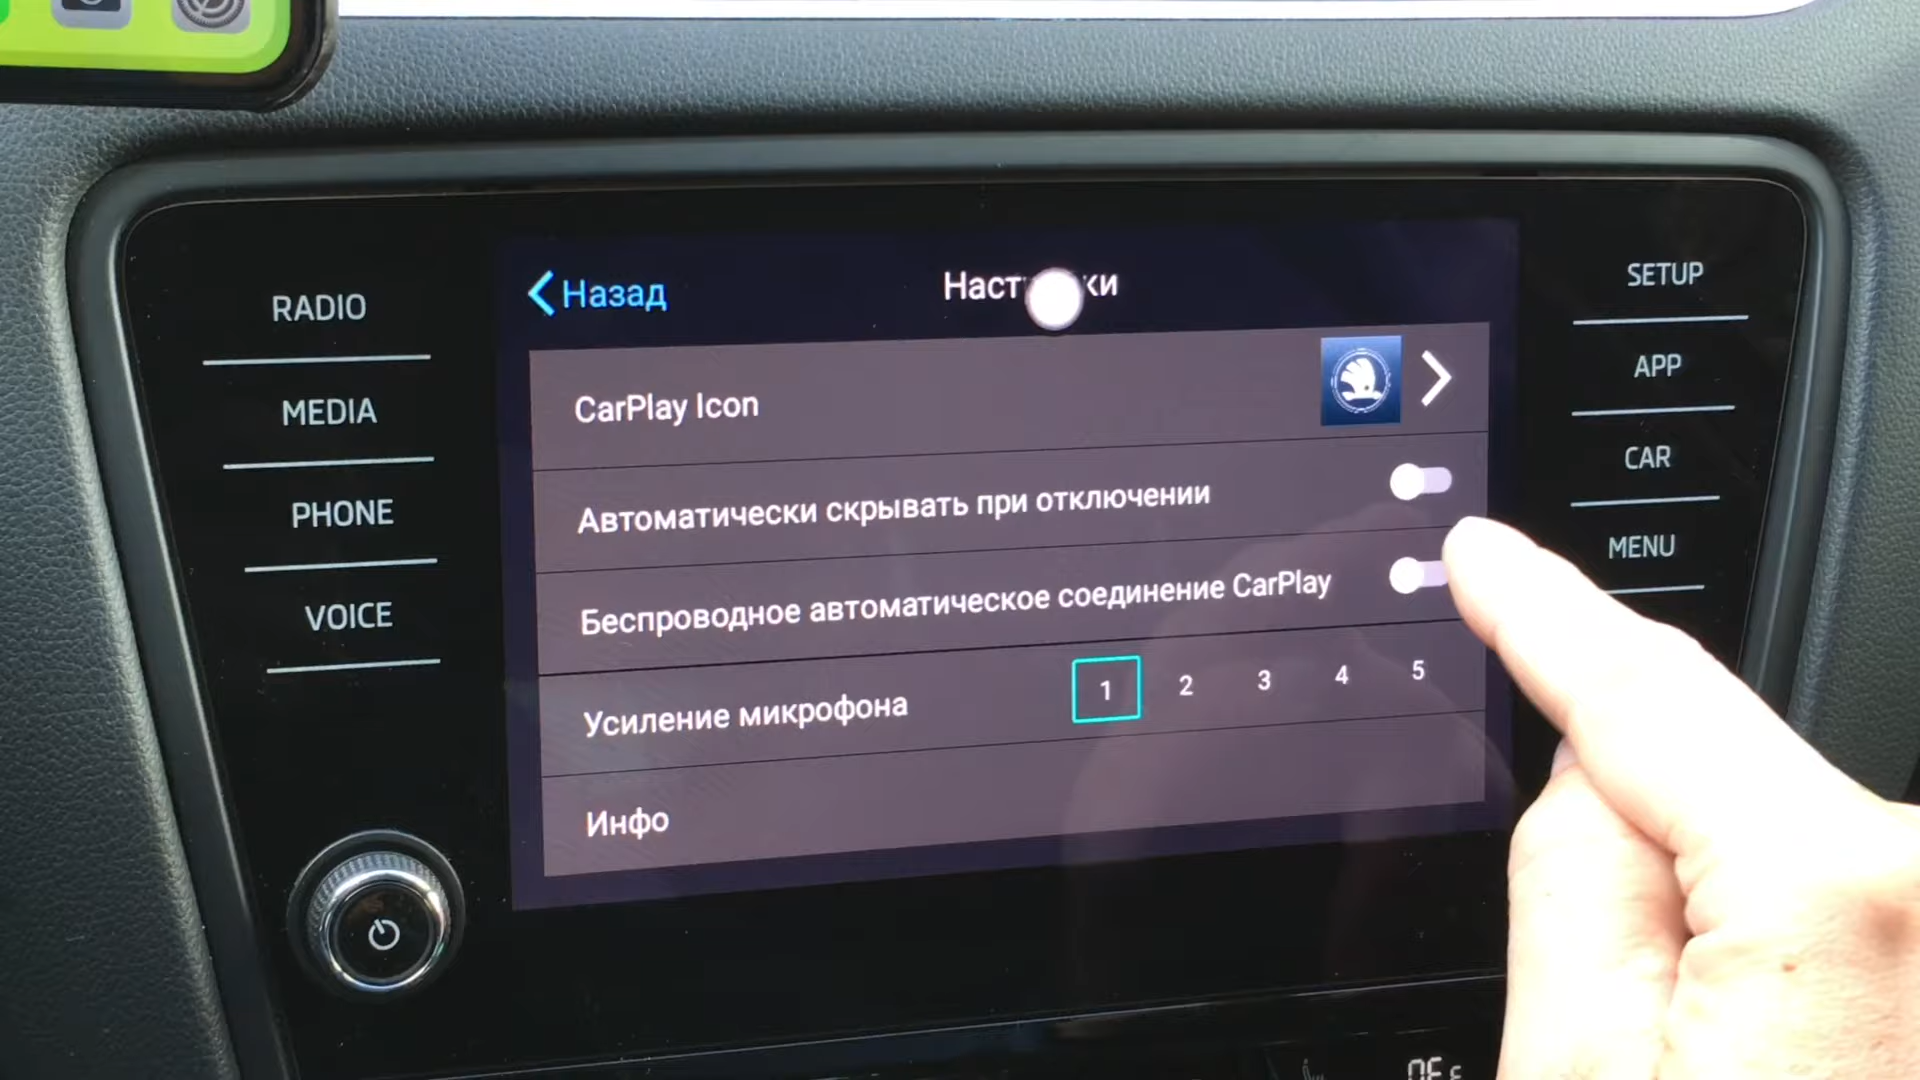 RADIO
MEDIA
PHONE
VOICE
Назад
CarPlay Icon
Автоматически скрывать при отключении
Беспроводное автоматическое соединение CarPlay
Усиление микрофона 1 2 3 4 5
Инфо
SETUP
APP
CAR
MENU